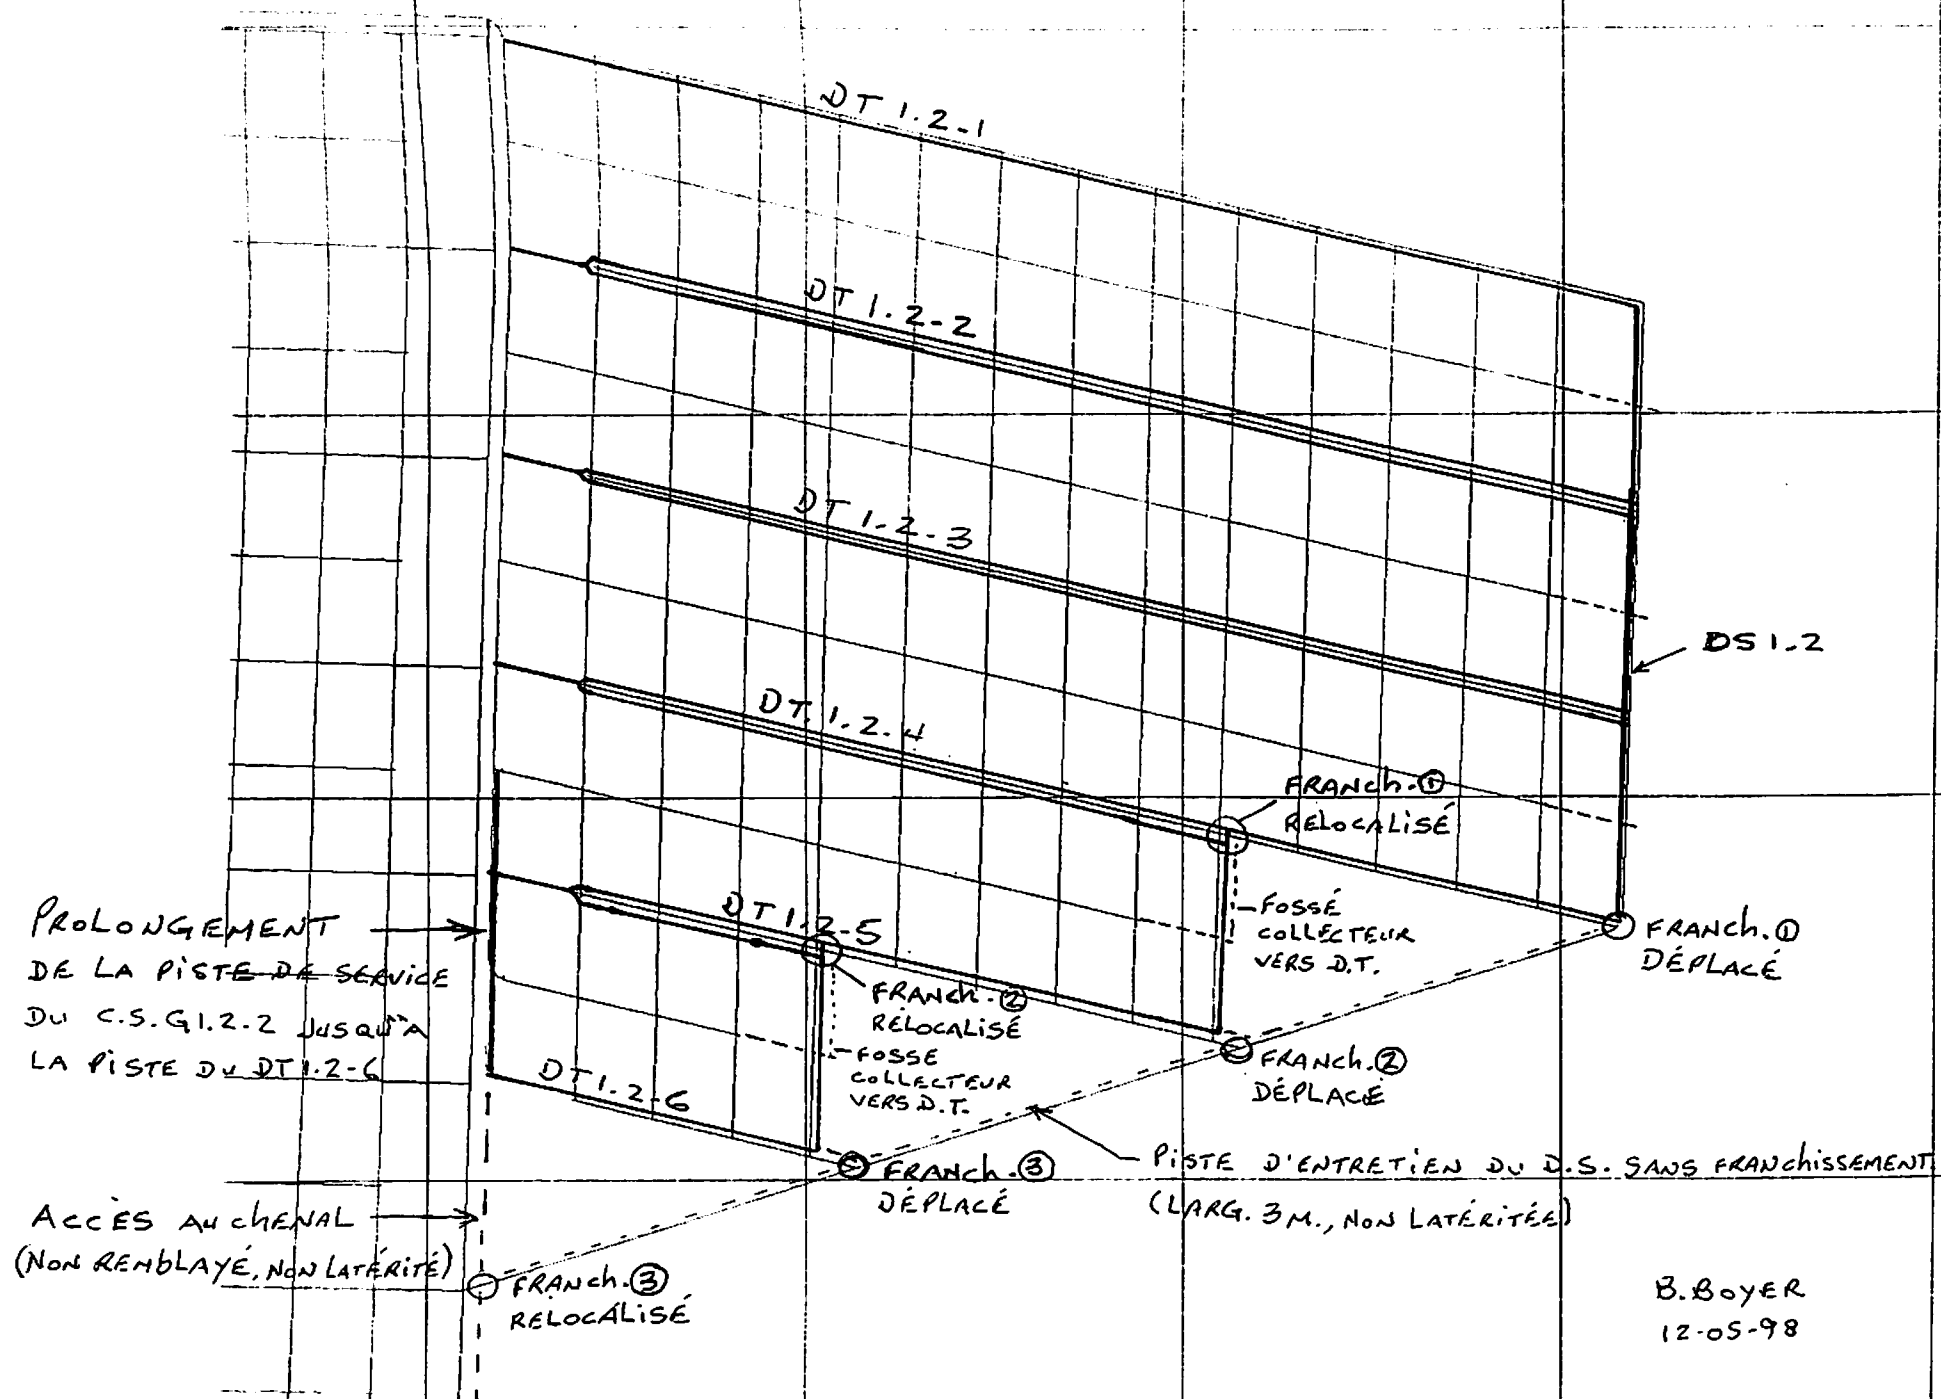 DT 1.2-1
DT 1.2-2
DT 1.2-3
DS 1.2
DT.1.2.4
FRANCH. ①
RELOCALISÉ
FOSSÉ
COLLECTEUR
VERS D.T.
FRANCH. ①
DÉPLACÉ
DT 1.2-5
PROLONGEMENT
DE LA PISTE DE SERVICE
DU C.S.G1.2.2 JUSQU'À
LA PISTE DU DT 1.2-6
FRANCH. ②
RELOCALISÉ
FOSSE
COLLECTEUR
VERS D.T.
FRANCH. ②
DÉPLACÉ
DT 1.2-6
FRANCH. ③
DÉPLACÉ
PISTE D'ENTRETIEN DU D.S. SANS FRANCHISSEMENT
(LARG. 3 M., NON LATÉRITÉE)
ACCÈS AU CHENAL
(NON REMBLAYÉ, NON LATÉRITÉ)
FRANCH. ③
RELOCALISÉ
B. BOYER
12-05-98